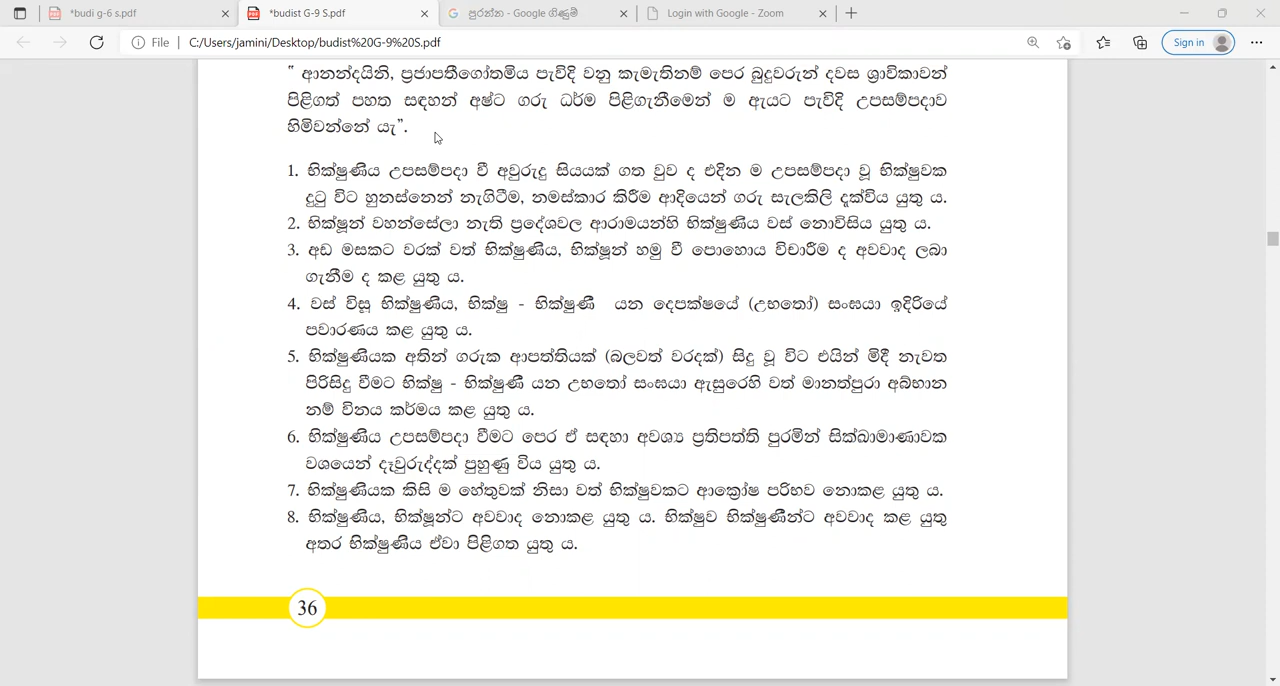 *budi g-6 s.pdf
*budist G-9 S.pdf
පුරන්න - Google ගිණුම්
Login with Google - Zoom
File
C:/Users/jamini/Desktop/budist%20G-9%20S.pdf
Sign in
“ ආනන්දයිනි, ප්‍රජාපතීගෝතමිය පැවිදි වනු කැමැතිනම් පෙර බුදුවරුන් දවස ශ්‍රාවිකාවන්
පිළිගත් පහත සඳහන් අෂ්ට ගරු ධර්ම පිළිගැනීමෙන් ම ඇයට පැවිදි උපසම්පදාව
හිමිවන්නේ යැ”.
1. භික්ෂුණිය උපසම්පදා වී අවුරුදු සියයක් ගත වුව ද එදින ම උපසම්පදා වූ භික්ෂුවක
දුටු විට හුනස්නෙන් නැගිටීම, නමස්කාර කිරීම ආදියෙන් ගරු සැලකිලි දැක්විය යුතු ය.
2. භික්ෂූන් වහන්සේලා නැති ප්‍රදේශවල ආරාමයන්හි භික්ෂුණිය වස් නොවිසිය යුතු ය.
3. අඩ මසකට වරක් වත් භික්ෂුණිය, භික්ෂූන් හමු වී පොහොය විචාරීම ද අවවාද ලබා
ගැනීම ද කළ යුතු ය.
4. වස් විසූ භික්ෂුණිය, භික්ෂු - භික්ෂුණී යන දෙපක්ෂයේ (උභතෝ) සංඝයා ඉදිරියේ
පවාරණය කළ යුතු ය.
5. භික්ෂුණියක අතින් ගරුක ආපත්තියක් (බලවත් වරදක්) සිදු වූ විට එයින් මිදී නැවත
පිරිසිදු වීමට භික්ෂු - භික්ෂුණී යන උභතෝ සංඝයා ඇසුරෙහි වත් මානත්පුරා අබ්භාන
නම් විනය කර්මය කළ යුතු ය.
6. භික්ෂුණිය උපසම්පදා වීමට පෙර ඒ සඳහා අවශ්‍ය ප්‍රතිපත්ති පුරමින් සික්ඛාමාණාවක
වශයෙන් දෑවුරුද්දක් පුහුණු විය යුතු ය.
7. භික්ෂුණියක කිසි ම හේතුවක් නිසා වත් භික්ෂුවකට ආක්‍රෝෂ පරිභව නොකළ යුතු ය.
8. භික්ෂුණිය, භික්ෂූන්ට අවවාද නොකළ යුතු ය. භික්ෂුව භික්ෂුණීන්ට අවවාද කළ යුතු
අතර භික්ෂුණිය ඒවා පිළිගත යුතු ය.
36